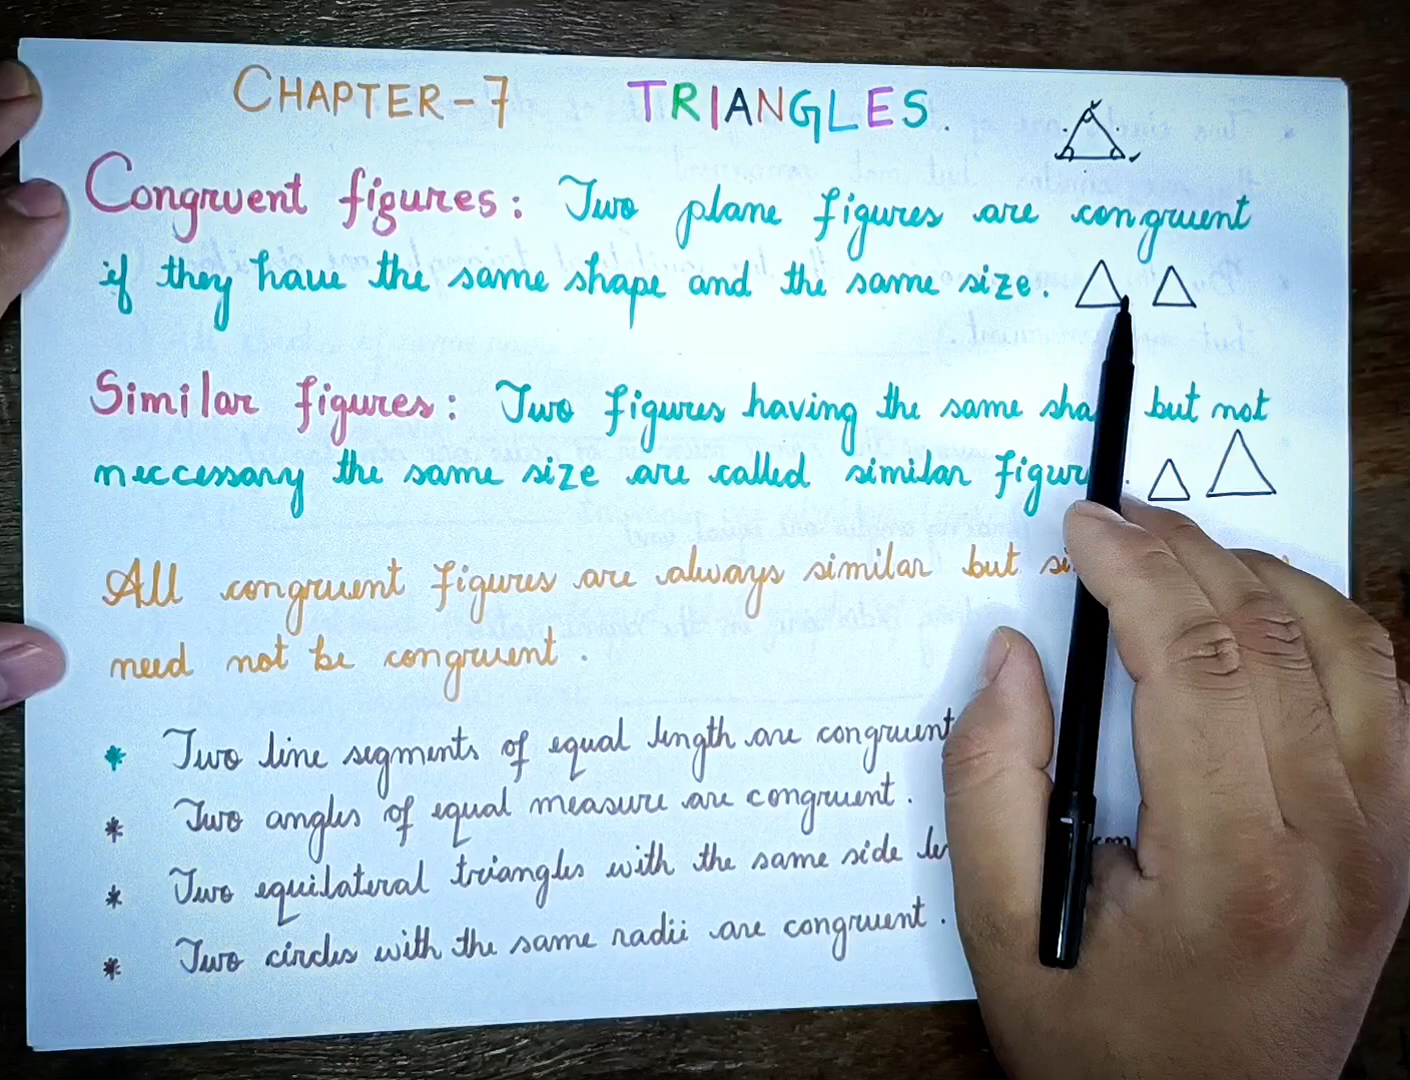 CHAPTER-7 TRIANGLES.
Congruent figures: Two plane figures are congruent
if they have the same shape and the same size.
Similar figures: Two figures having the same but not
neccessary the same size are called similar
All congruent figures are always similar but
need not be congruent.
* Two line segments of equal length are congruent
* Two angles of equal measure are congruent.
* Two equilateral triangles with the same side
* Two circles with the same radii are congruent.